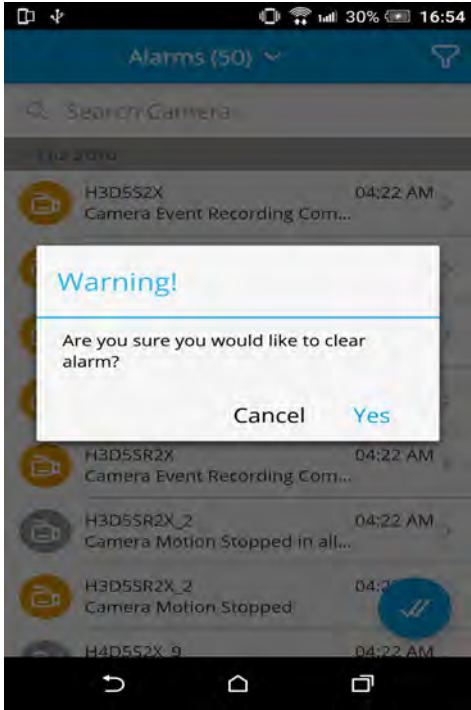 30% 16:54
Alarms (50)
Search Camera
H3D5S2X 04:22 AM
Camera Event Recording Com...
Warning!
Are you sure you would like to clear
alarm?
Cancel Yes
H3D5SR2X 04:22 AM
Camera Event Recording Com...
H3D5SR2X_2 04:22 AM
Camera Motion Stopped in all...
H3D5SR2X_2
Camera Motion Stopped
H4D5S2X_9 04:22 AM